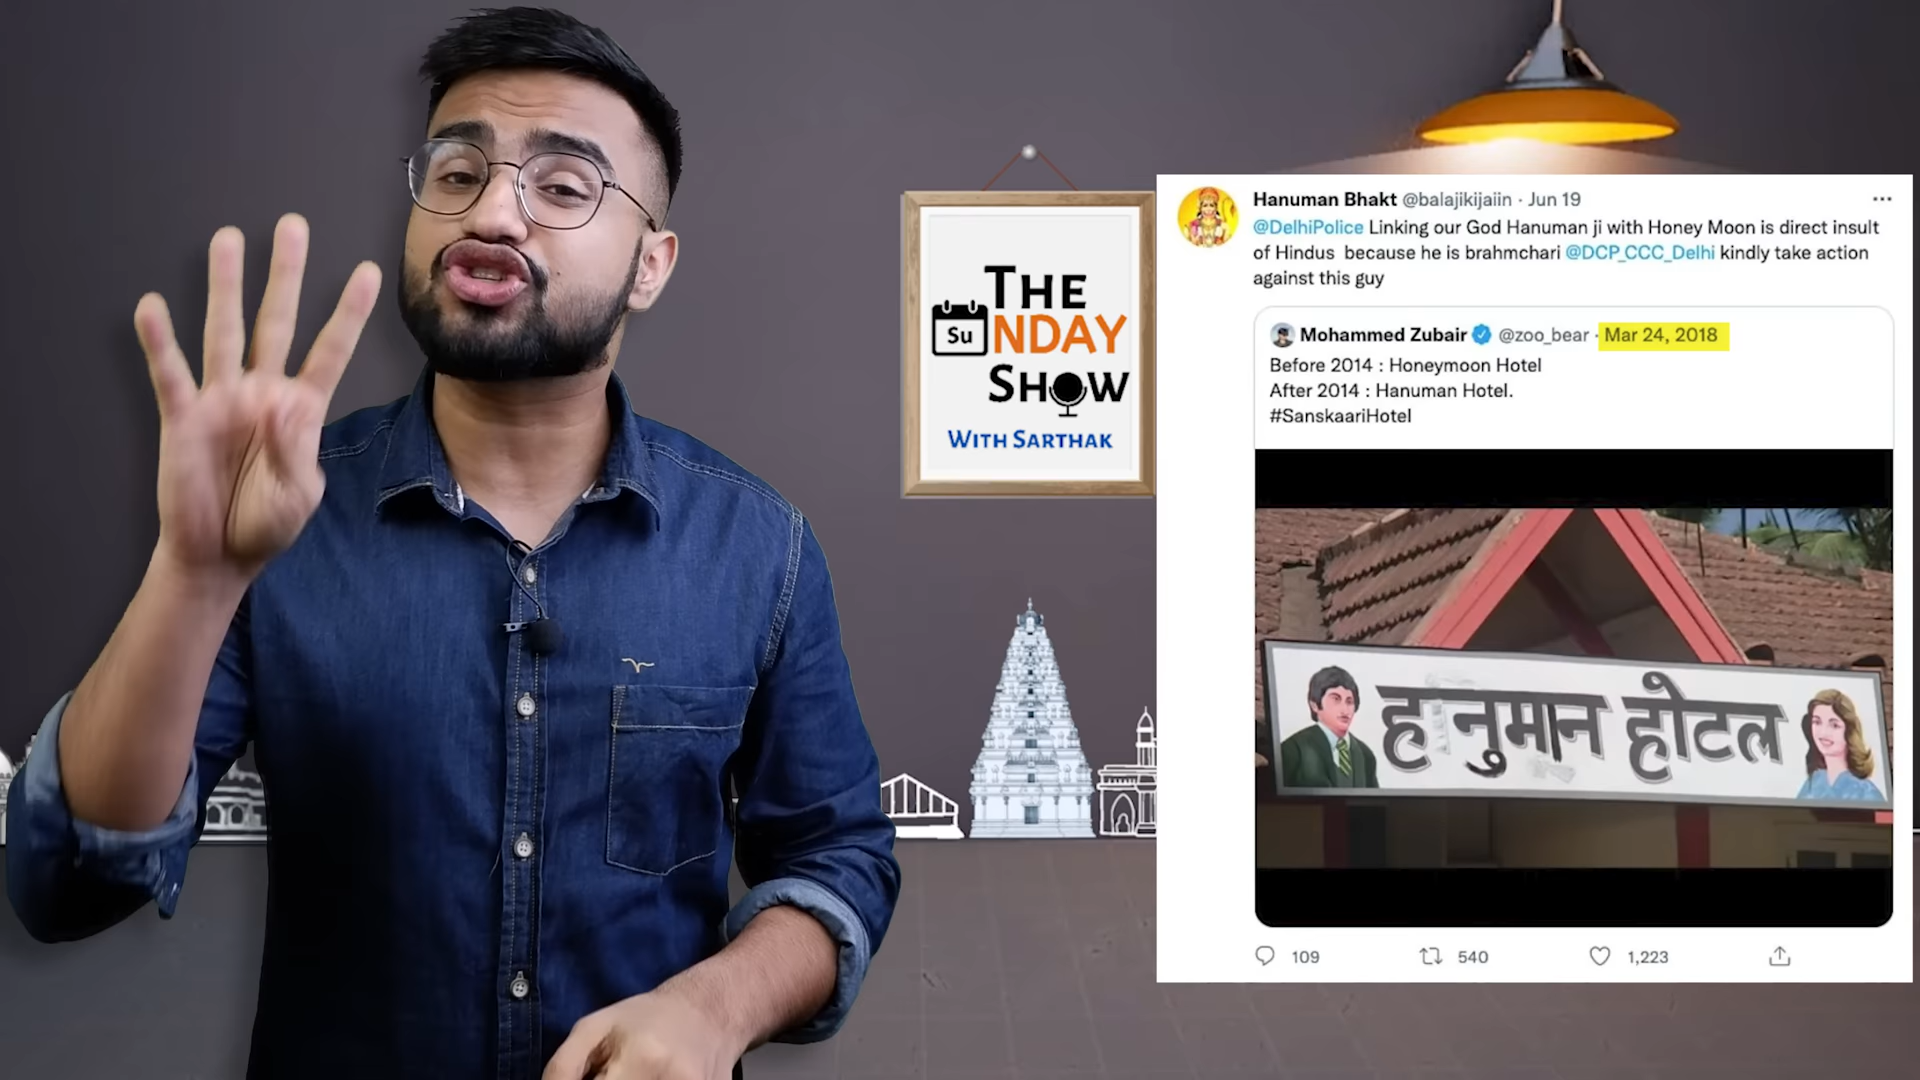 THE
Su
NDAY
SHOW
WITH SARTHAK
Hanuman Bhakt @balajikijaiin · Jun 19
@DelhiPolice Linking our God Hanuman ji with Honey Moon is direct insult
of Hindus because he is brahmchari @DCP_CCC_Delhi kindly take action
against this guy
Mohammed Zubair @zoo_bear · Mar 24, 2018
Before 2014 : Honeymoon Hotel
After 2014 : Hanuman Hotel.
#SanskaariHotel
हनुमान होटल
109 540 1,223